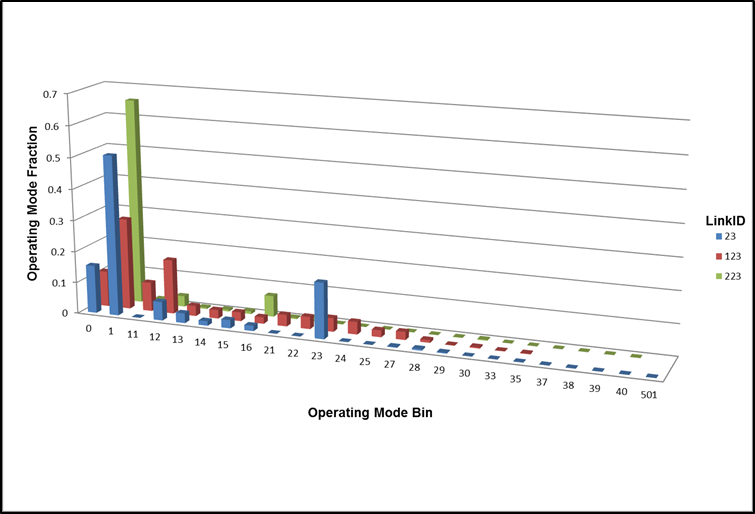 0.7
0.6
0.5
0.4
0.3
0.2
0.1
0
Operating Mode Fraction
0 1 11 12 13 14 15 16 21 22 23 24 25 27 28 29 30 33 35 37 38 39 40 501
Operating Mode Bin
LinkID
23
123
223